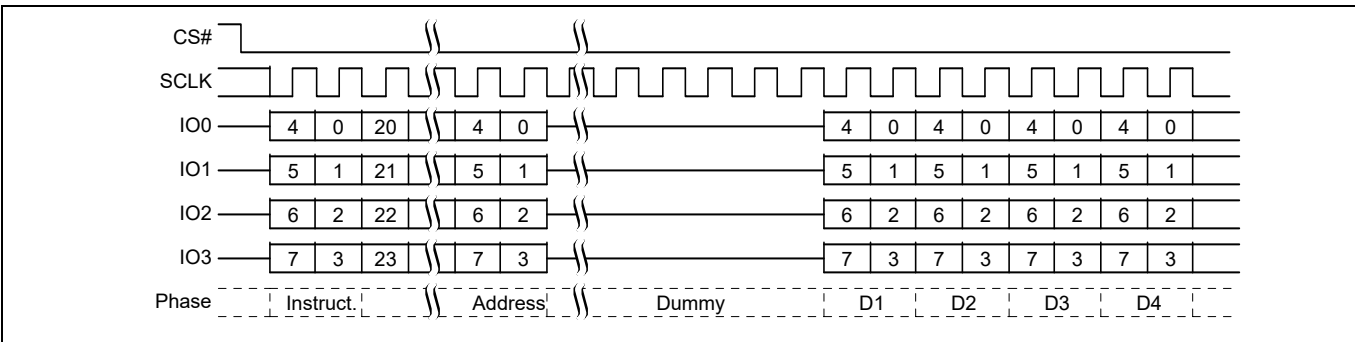 CS#
SCLK
IO0 4 0 20 4 0 4 0 4 0 4 0 4 0
IO1 5 1 21 5 1 5 1 5 1 5 1 5 1
IO2 6 2 22 6 2 6 2 6 2 6 2 6 2
IO3 7 3 23 7 3 7 3 7 3 7 3 7 3
Phase Instruct. Address Dummy D1 D2 D3 D4